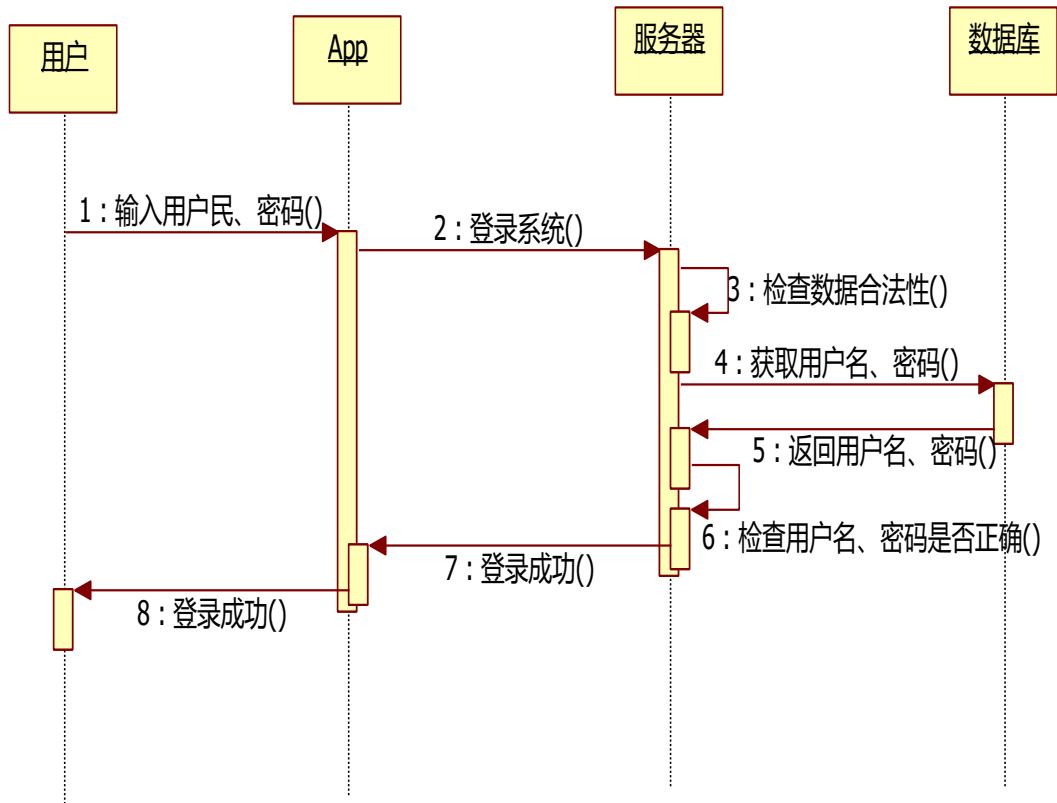 用户
App
服务器
数据库
1 : 输入用户民、密码()
2 : 登录系统()
3 : 检查数据合法性()
4 : 获取用户名、密码()
5 : 返回用户名、密码()
6 : 检查用户名、密码是否正确()
7 : 登录成功()
8 : 登录成功()